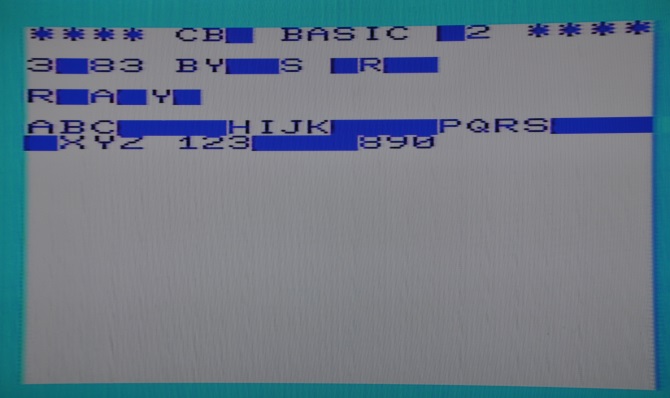 **** CB█ BASIC █2 ****
3█83 BY██S █R██
R█A█Y█
ABC████HIJK████PQRS████
█XYZ 123████890